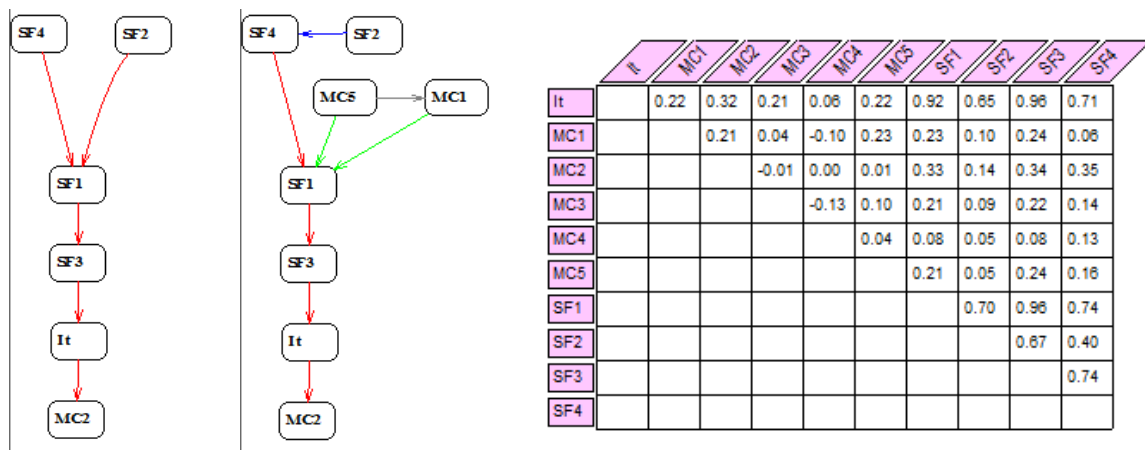 SF4 SF2
SF1
SF3
It
MC2
SF4 SF2
MC5 MC1
SF1
SF3
It
MC2
It MC1 MC2 MC3 MC4 MC5 SF1 SF2 SF3 SF4
It 0.22 0.32 0.21 0.06 0.22 0.92 0.65 0.96 0.71
MC1 0.21 0.04 -0.10 0.23 0.23 0.10 0.24 0.06
MC2 -0.01 0.00 0.01 0.33 0.14 0.34 0.35
MC3 -0.13 0.10 0.21 0.09 0.22 0.14
MC4 0.04 0.08 0.05 0.08 0.13
MC5 0.21 0.05 0.24 0.16
SF1 0.70 0.96 0.74
SF2 0.67 0.40
SF3 0.74
SF4